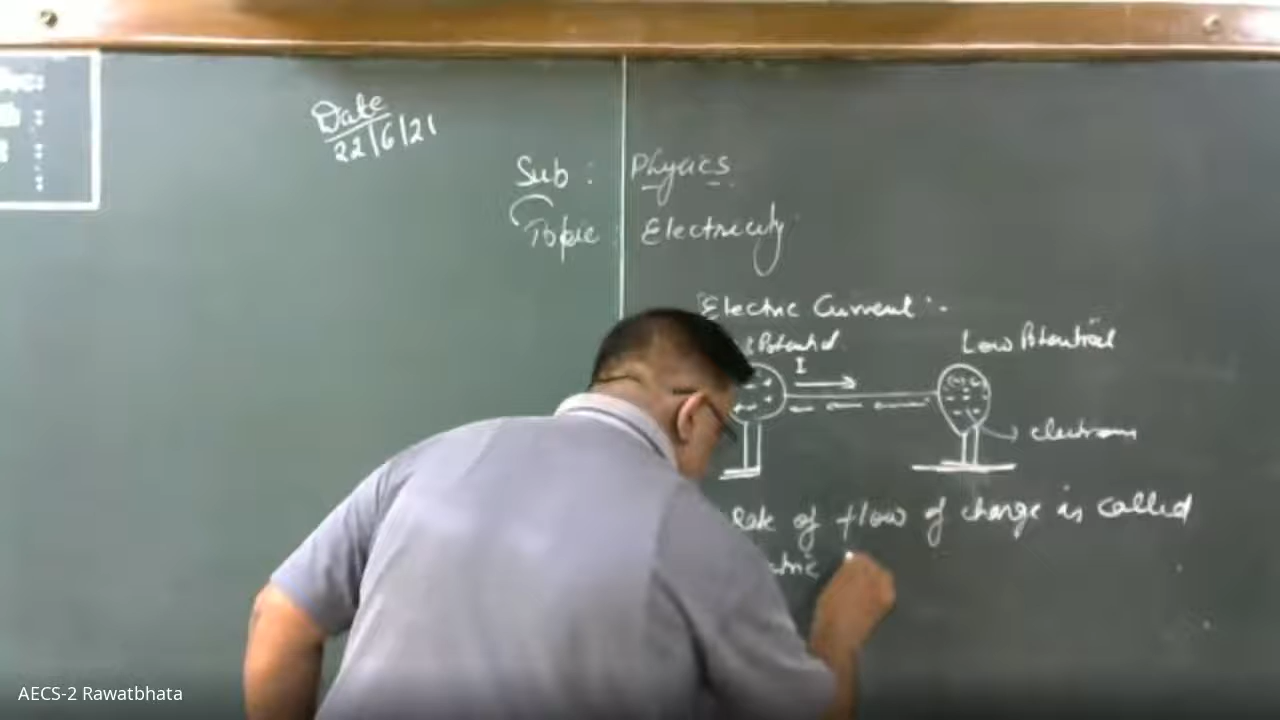 Date
22/6/21
Sub : Physics
Topic : Electricity
Electric Current :-
Potential
Low Potential
I
electrons
Rate of flow of charge is called
AECS-2 Rawatbhata